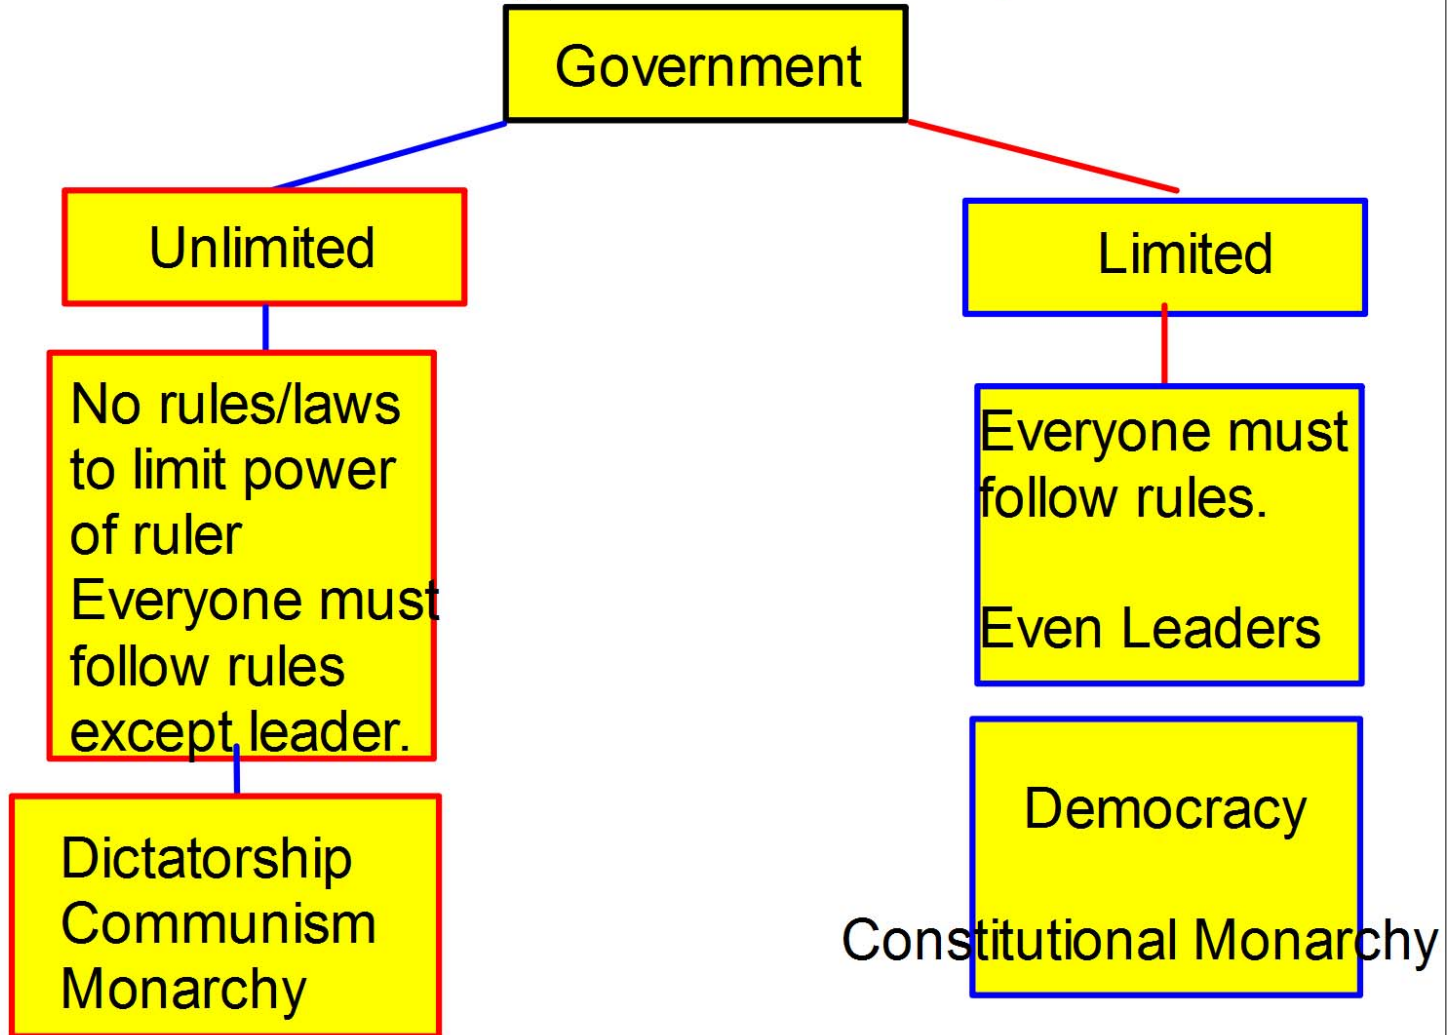 Government
Unlimited
No rules/laws
to limit power
of ruler
Everyone must
follow rules
except leader.
Dictatorship
Communism
Monarchy
Limited
Everyone must
follow rules.
Even Leaders
Democracy
Constitutional Monarchy